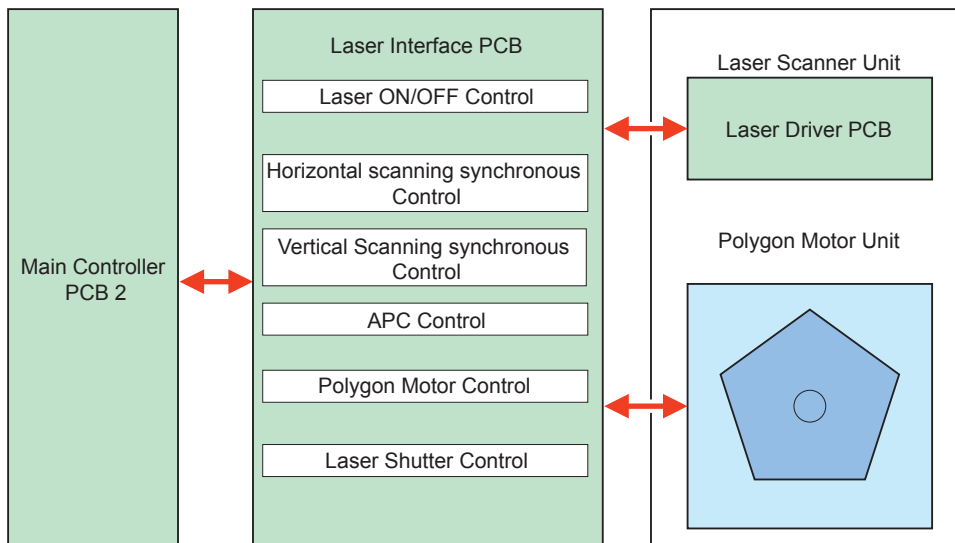 Main Controller
PCB 2
Laser Interface PCB
Laser ON/OFF Control
Horizontal scanning synchronous
Control
Vertical Scanning synchronous
Control
APC Control
Polygon Motor Control
Laser Shutter Control
Laser Scanner Unit
Laser Driver PCB
Polygon Motor Unit